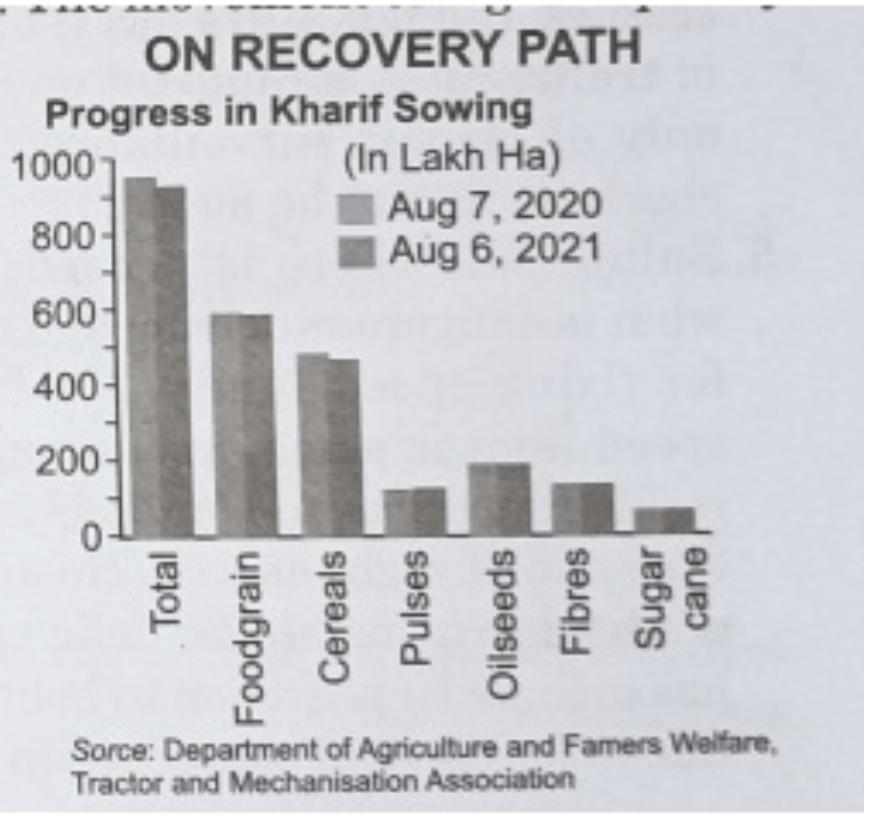 ON RECOVERY PATH
Progress in Kharif Sowing
(In Lakh Ha)
Aug 7, 2020
Aug 6, 2021
1000
800
600
400
200
0
Total
Foodgrain
Cereals
Pulses
Oilseeds
Fibres
Sugar
cane
Sorce: Department of Agriculture and Famers Welfare,
Tractor and Mechanisation Association